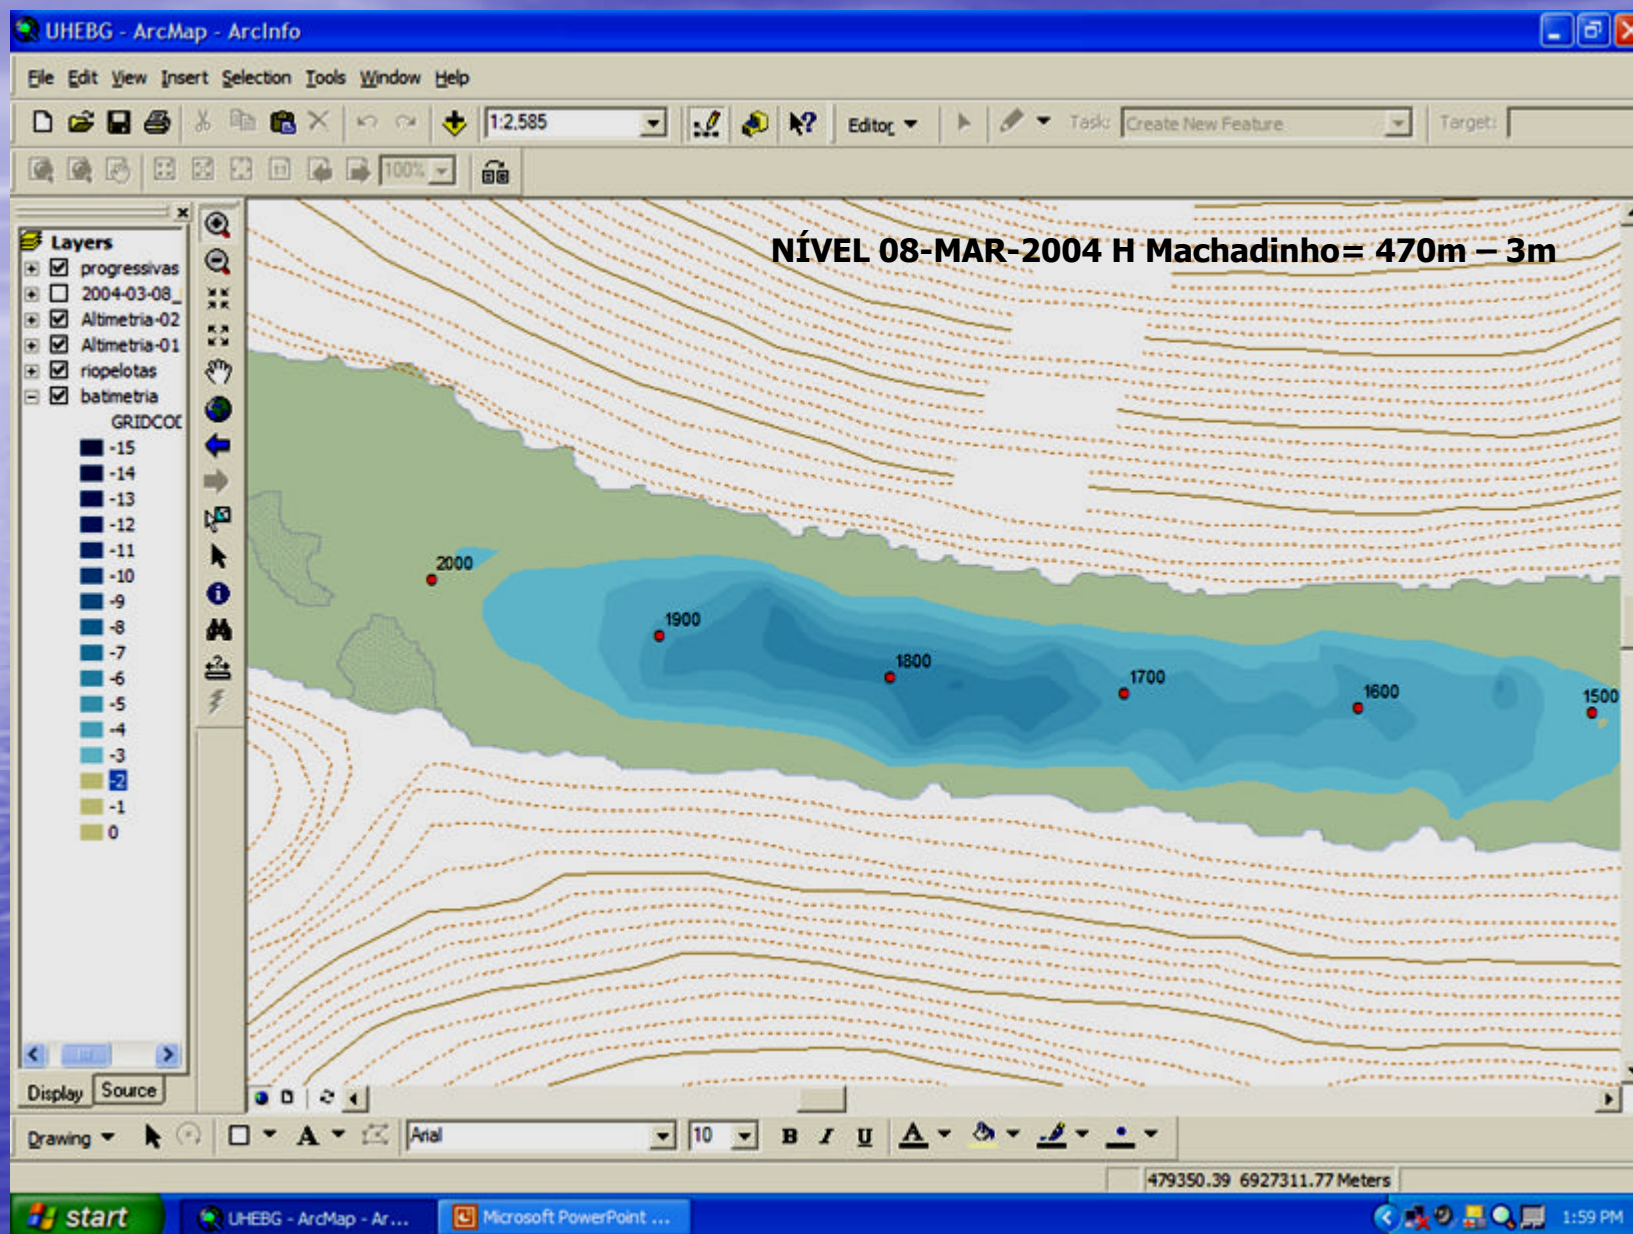 UHEBG - ArcMap - ArcInfo
File Edit View Insert Selection Tools Window Help
1:2.585
Editor
Task: Create New Feature
Target:
100%
Layers
progressivas
2004-03-08_
Altimetria-02
Altimetria-01
riopelotas
batimetria
GRIDCOD
-15
-14
-13
-12
-11
-10
-9
-8
-7
-6
-5
-4
-3
-2
-1
0
NÍVEL 08-MAR-2004 H Machadinho= 470m – 3m
2000
1900
1800
1700
1600
1500
Display Source
Drawing
A
Arial
10
B I U A
479350.39 6927311.77 Meters
start
UHEBG - ArcMap - Ar...
Microsoft PowerPoint ...
1:59 PM